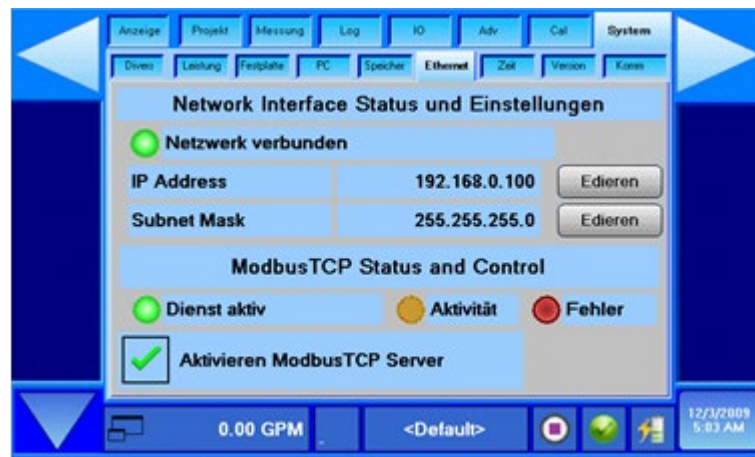 Anzeige Projekt Messung Log IO Adv Cal System
Divers Leistung Festplatte PC Speicher Ethernet Zeit Version Komm
Network Interface Status und Einstellungen
Netzwerk verbunden
IP Address 192.168.0.100 Edieren
Subnet Mask 255.255.255.0 Edieren
ModbusTCP Status and Control
Dienst aktiv Aktivität Fehler
Aktivieren ModbusTCP Server
0.00 GPM <Default>
12/3/2009
5:03 AM